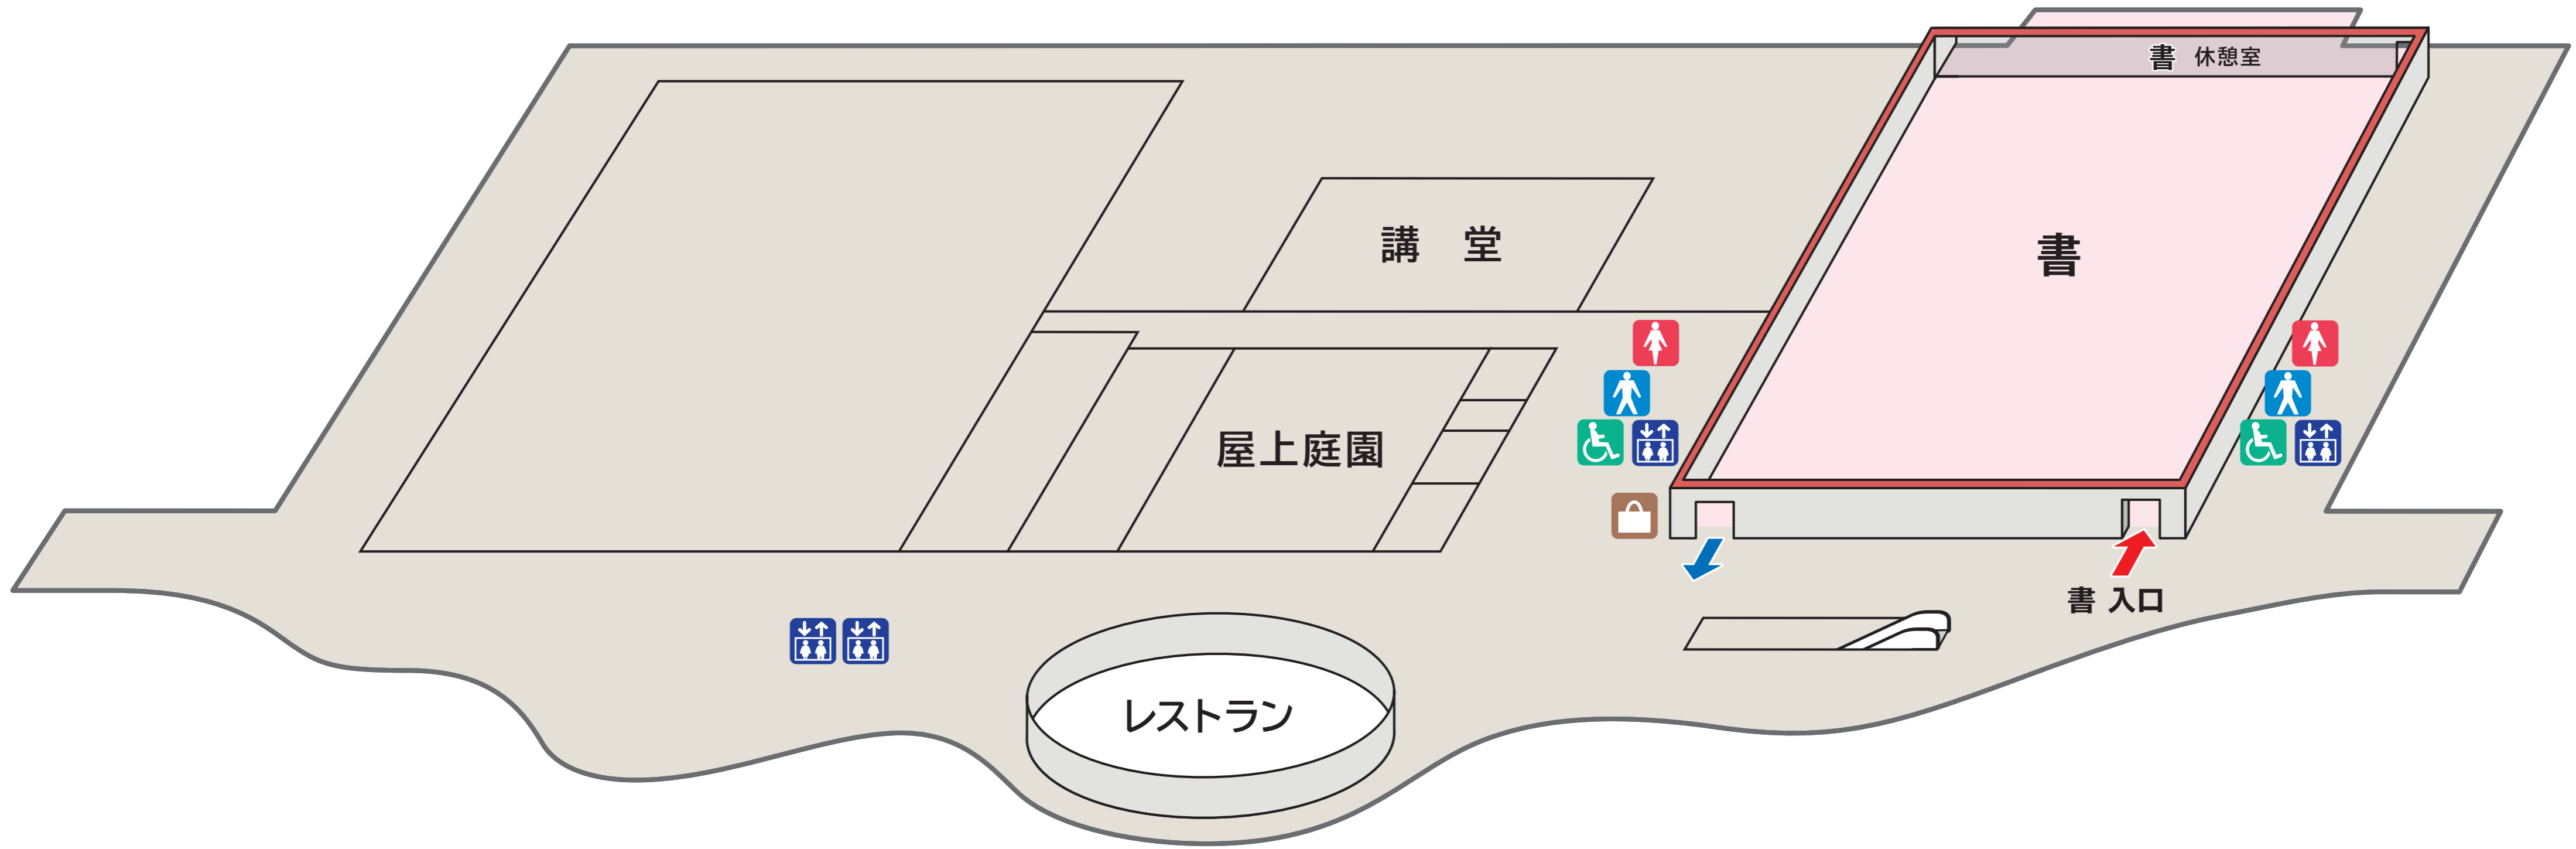 書 休憩室
講 堂
書
屋上庭園
書 入口
レストラン